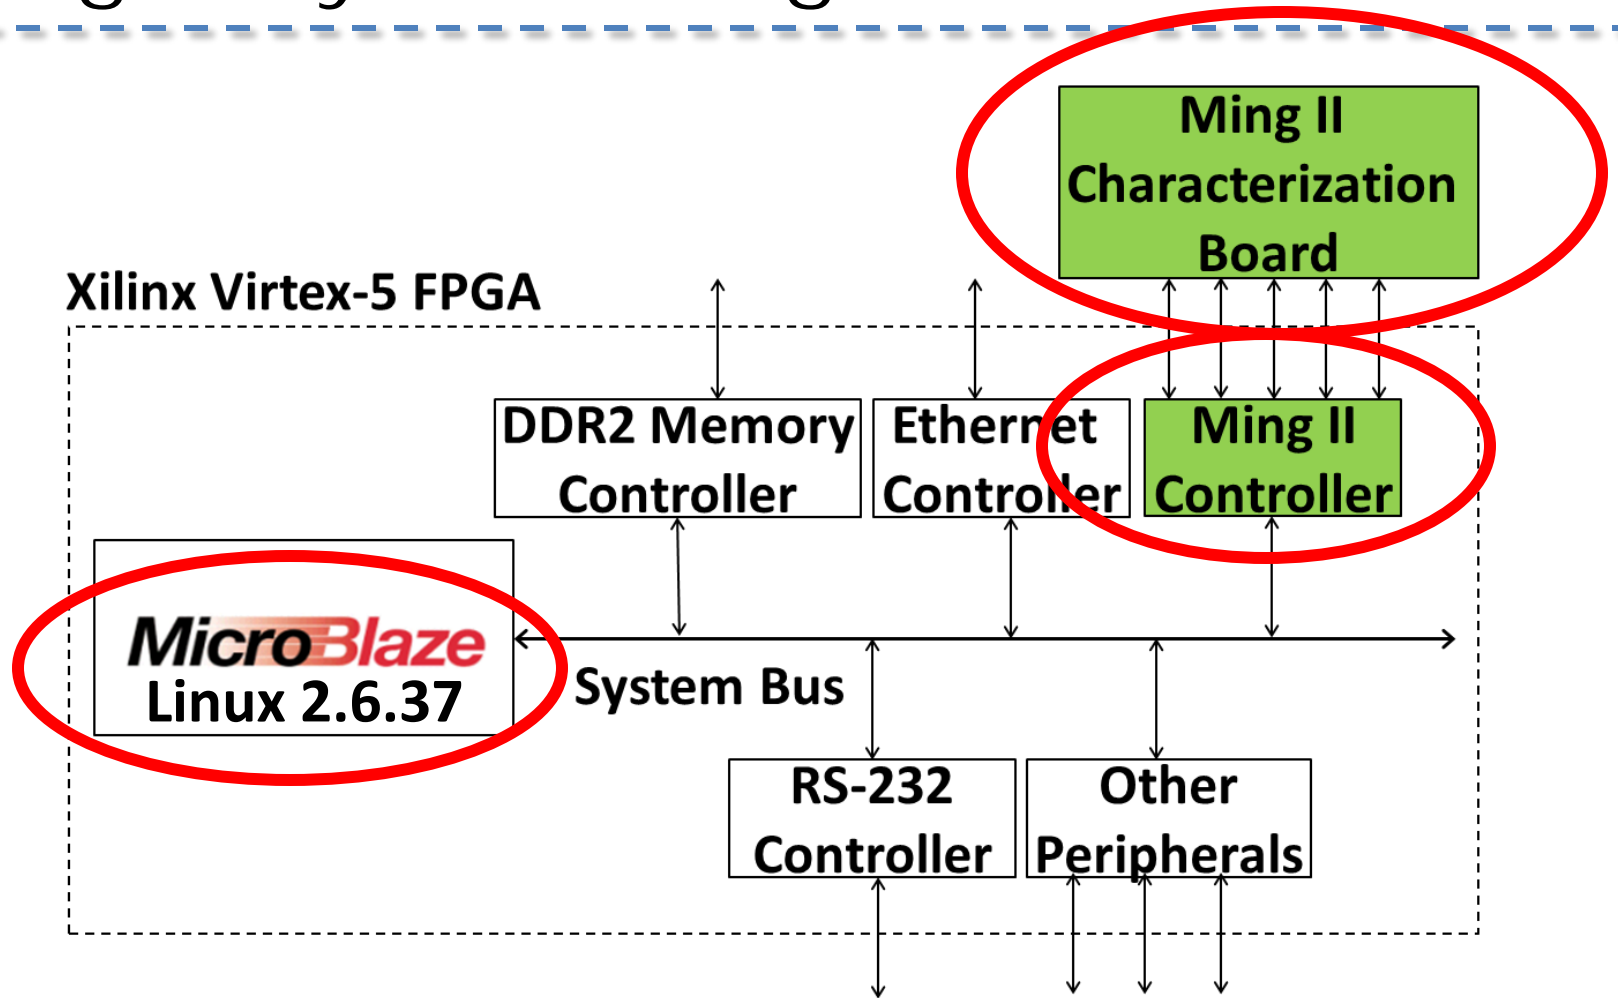 Ming II
Characterization
Board
Xilinx Virtex-5 FPGA
DDR2 Memory
Controller
Ethernet
Controller
Ming II
Controller
MicroBlaze
Linux 2.6.37
System Bus
RS-232
Controller
Other
Peripherals